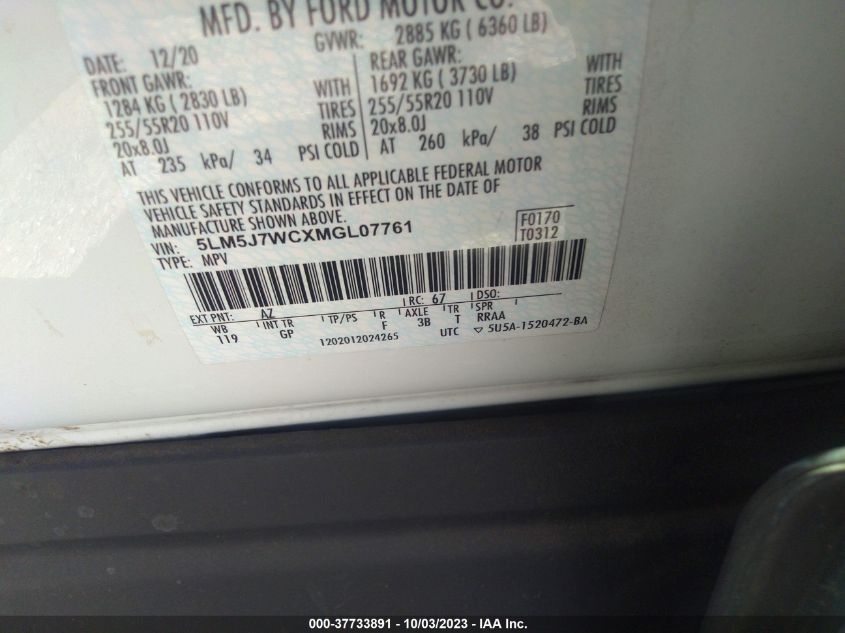 MFD. BY FORD MOTOR CO.
DATE: 12/20 GVWR: 2885 KG ( 6360 LB)
FRONT GAWR: REAR GAWR:
1284 KG ( 2830 LB) WITH 1692 KG ( 3730 LB) WITH
255/55R20 110V TIRES 255/55R20 110V TIRES
20x8.0J RIMS 20x8.0J RIMS
AT 235 kPa/ 34 PSI COLD AT 260 kPa/ 38 PSI COLD
THIS VEHICLE CONFORMS TO ALL APPLICABLE FEDERAL MOTOR
VEHICLE SAFETY STANDARDS IN EFFECT ON THE DATE OF
MANUFACTURE SHOWN ABOVE.
VIN: 5LM5J7WCXMGL07761 F0170
TYPE: MPV T0312
EXT PNT: AZ RC: 67 DSO:
WB INT TR TP/PS R AXLE TR SPR
119 GP F 3B T RRAA
1202012024265 UTC 5U5A-1520472-BA
000-37733891 - 10/03/2023 - IAA Inc.